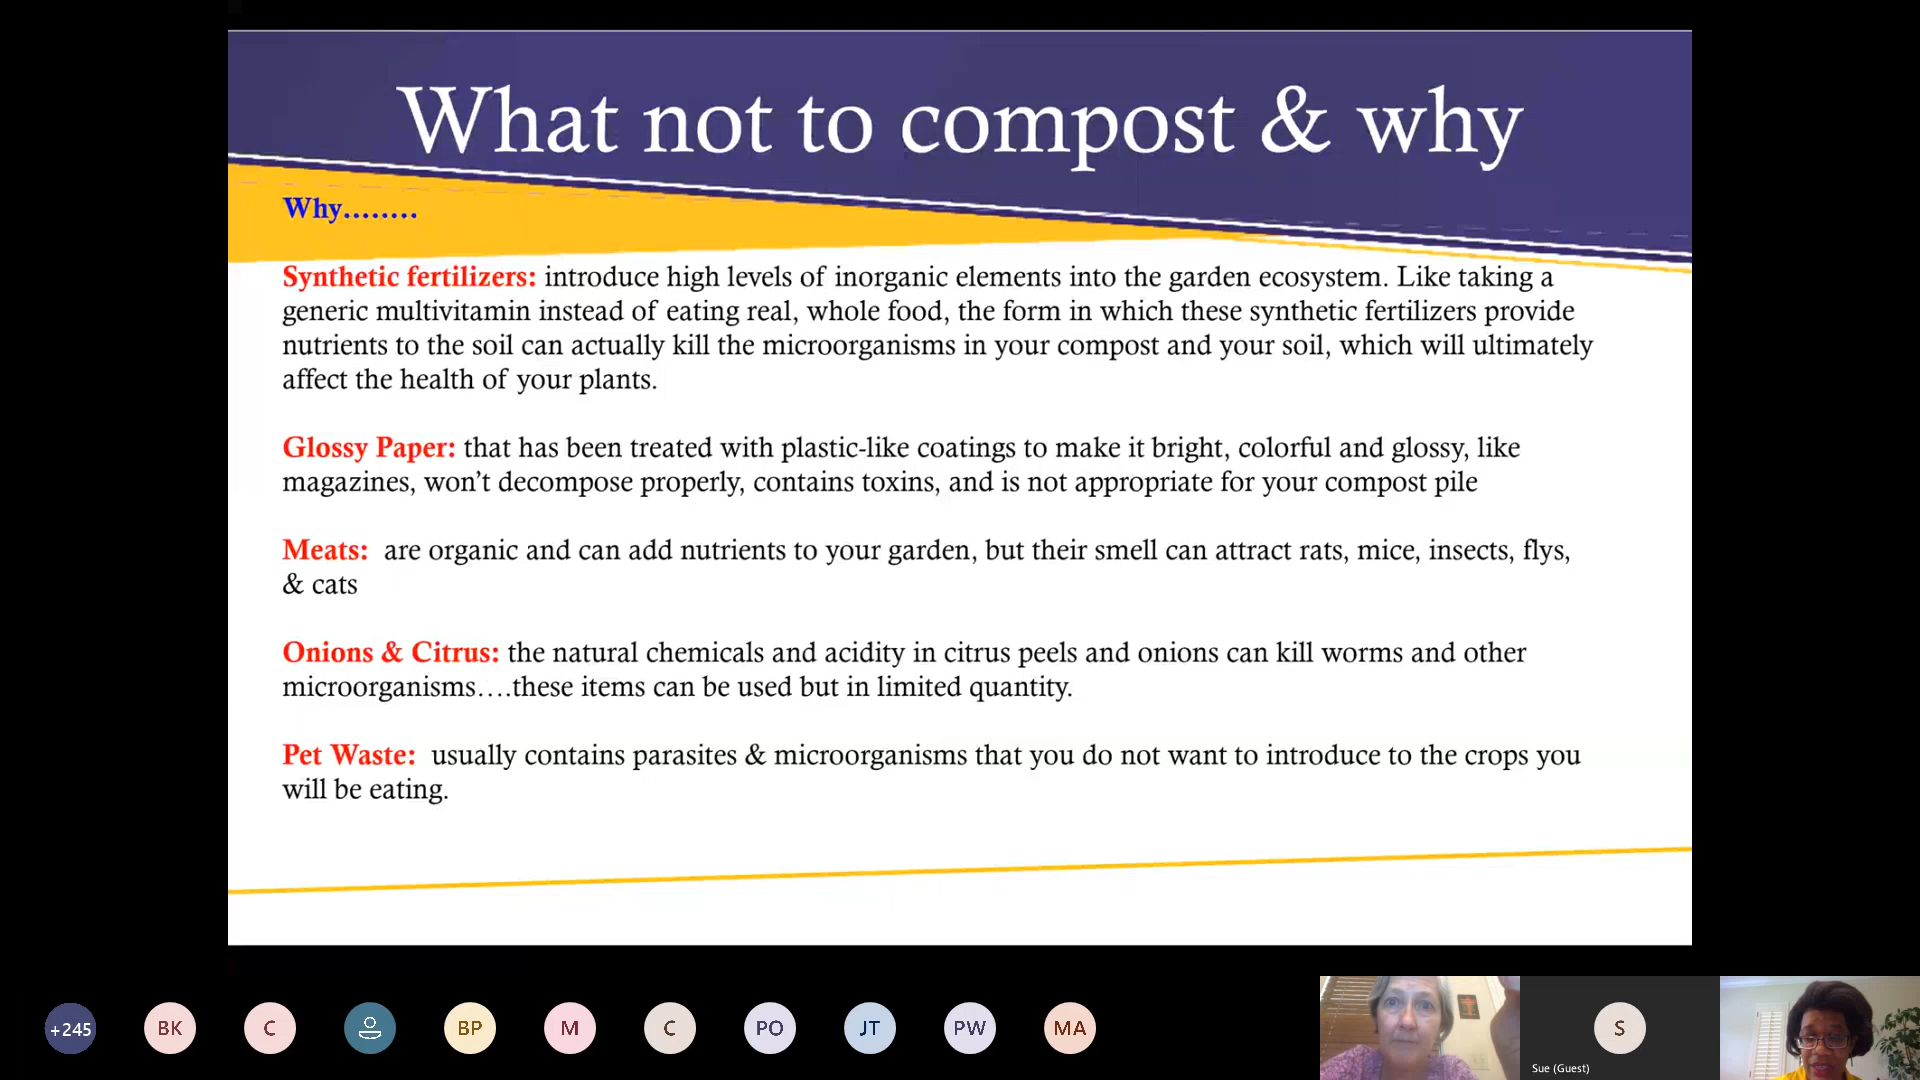 What not to compost & why
Why........
Synthetic fertilizers: introduce high levels of inorganic elements into the garden ecosystem. Like taking a
generic multivitamin instead of eating real, whole food, the form in which these synthetic fertilizers provide
nutrients to the soil can actually kill the microorganisms in your compost and your soil, which will ultimately
affect the health of your plants.
Glossy Paper: that has been treated with plastic-like coatings to make it bright, colorful and glossy, like
magazines, won’t decompose properly, contains toxins, and is not appropriate for your compost pile
Meats:  are organic and can add nutrients to your garden, but their smell can attract rats, mice, insects, flys,
& cats
Onions & Citrus: the natural chemicals and acidity in citrus peels and onions can kill worms and other
microorganisms….these items can be used but in limited quantity.
Pet Waste:  usually contains parasites & microorganisms that you do not want to introduce to the crops you
will be eating.
+245 BK C BP M C PO JT PW MA S
Sue (Guest)